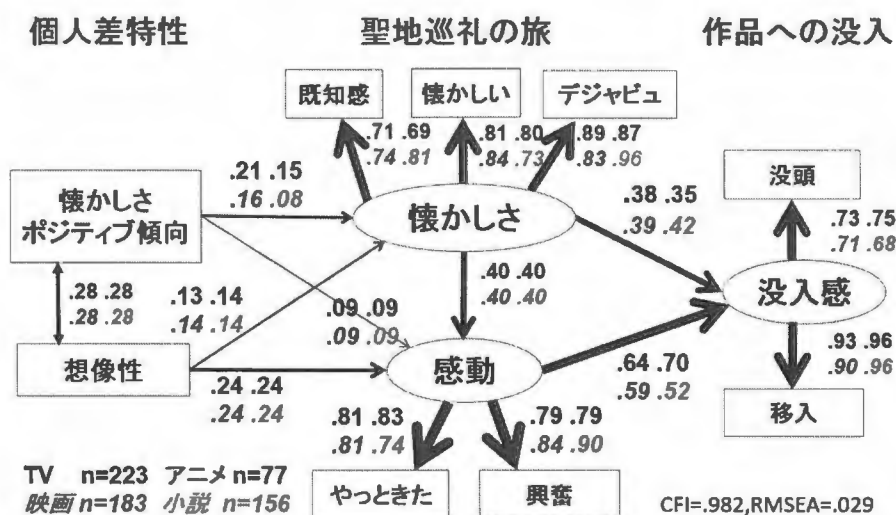 個人差特性
聖地巡礼の旅
作品への没入
既知感
懐かしい
デジャビュ
.71 .69
.74 .81
.81 .80
.84 .73
.89 .87
.83 .96
没頭
.21 .15
.16 .08
懐かしさ
ポジティブ傾向
懐かしさ
.38 .35
.39 .42
.73 .75
.71 .68
.28 .28
.28 .28
.13 .14
.14 .14
.09 .09
.09 .09
.40 .40
.40 .40
没入感
想像性
感動
.24 .24
.24 .24
.64 .70
.59 .52
.93 .96
.90 .96
移入
.81 .83
.81 .74
.79 .79
.84 .90
TV n=223 アニメ n=77
映画 n=183 小説 n=156
やっときた
興奮
CFI=.982,RMSEA=.029